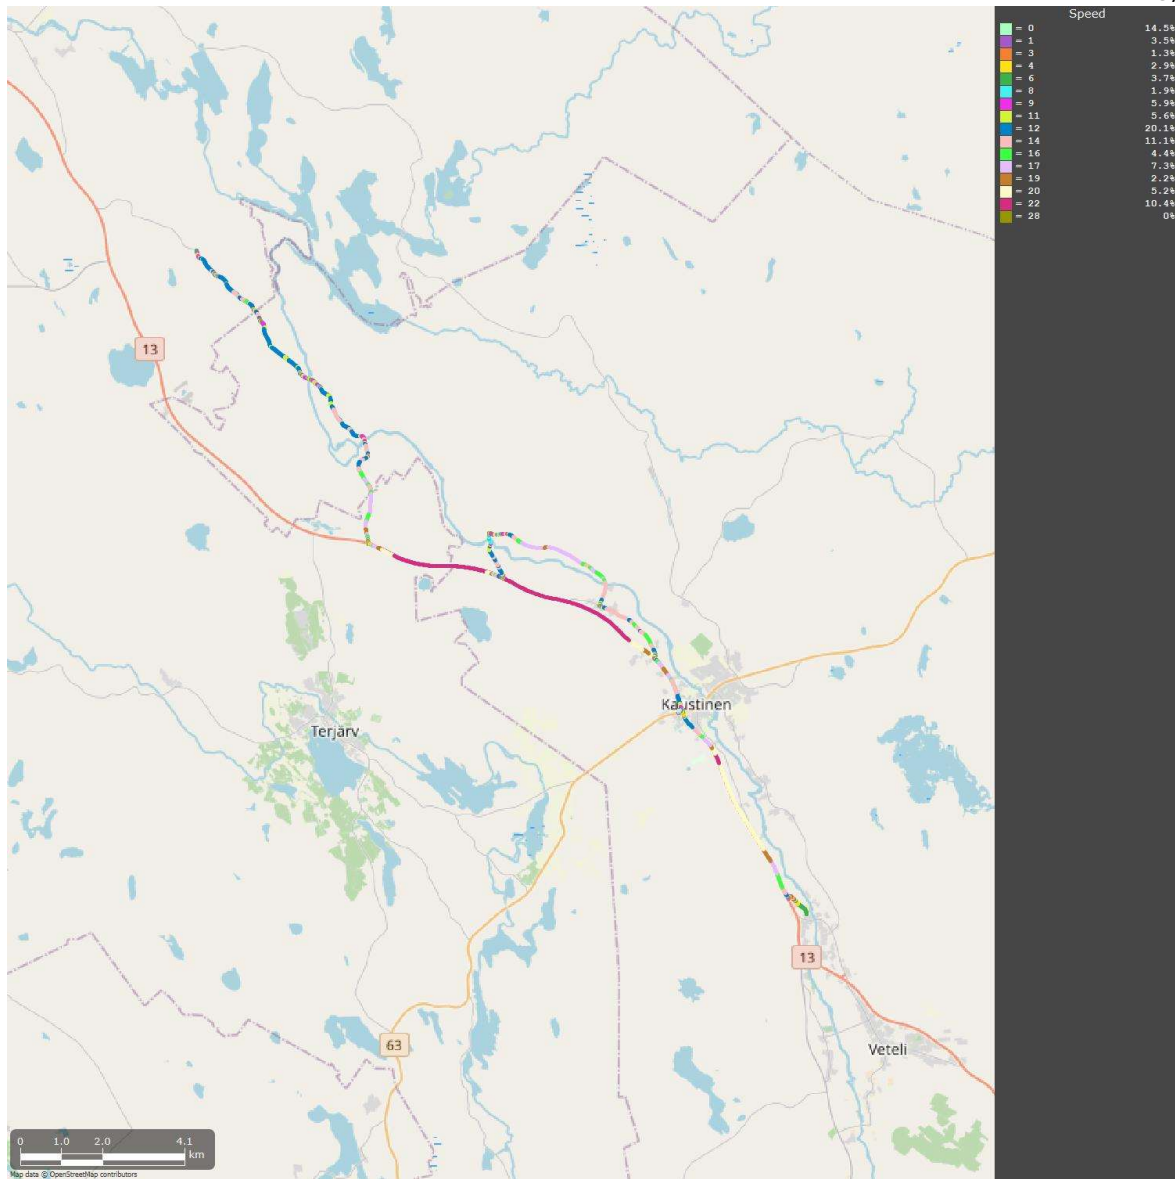 Speed
= 0 14.5%
= 1 3.5%
= 3 1.3%
= 4 2.9%
= 6 3.7%
= 8 1.9%
= 9 5.9%
= 11 5.6%
= 12 20.1%
= 14 11.1%
= 16 4.4%
= 17 7.3%
= 19 2.2%
= 20 5.2%
= 22 10.4%
= 28 0%
13
Kaustinen
Terjärv
13
63
Veteli
0 1.0 2.0 4.1
km
Map data © OpenStreetMap contributors